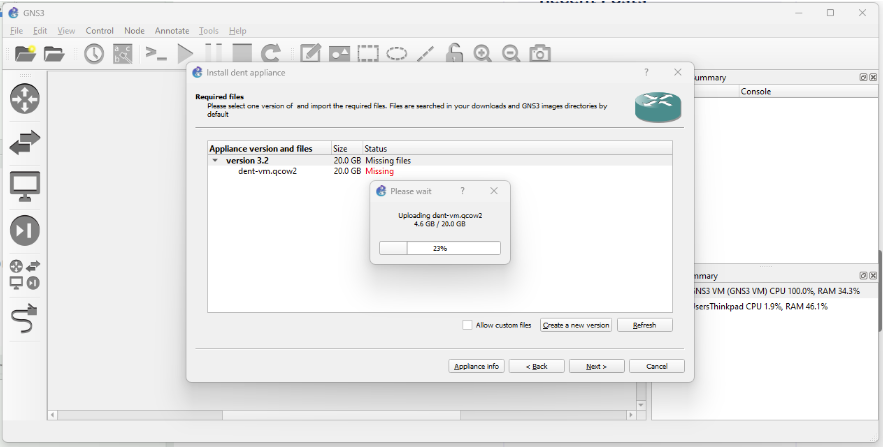 GNS3
File Edit View Control Node Annotate Tools Help
Install dent appliance
Required files
Please select one version of and import the required files. Files are searched in your downloads and GNS3 images directories by
default
Appliance version and files Size Status
version 3.2 20.0 GB Missing files
dent-vm.qcow2 20.0 GB Missing
Please wait
Uploading dent-vm.qcow2
4.6 GB / 20.0 GB
23%
Allow custom files Create a new version Refresh
Appliance info < Back Next > Cancel
ummary
Console
mmary
NS3 VM (GNS3 VM) CPU 100.0%, RAM 34.3%
sersThinkpad CPU 1.9%, RAM 46.1%